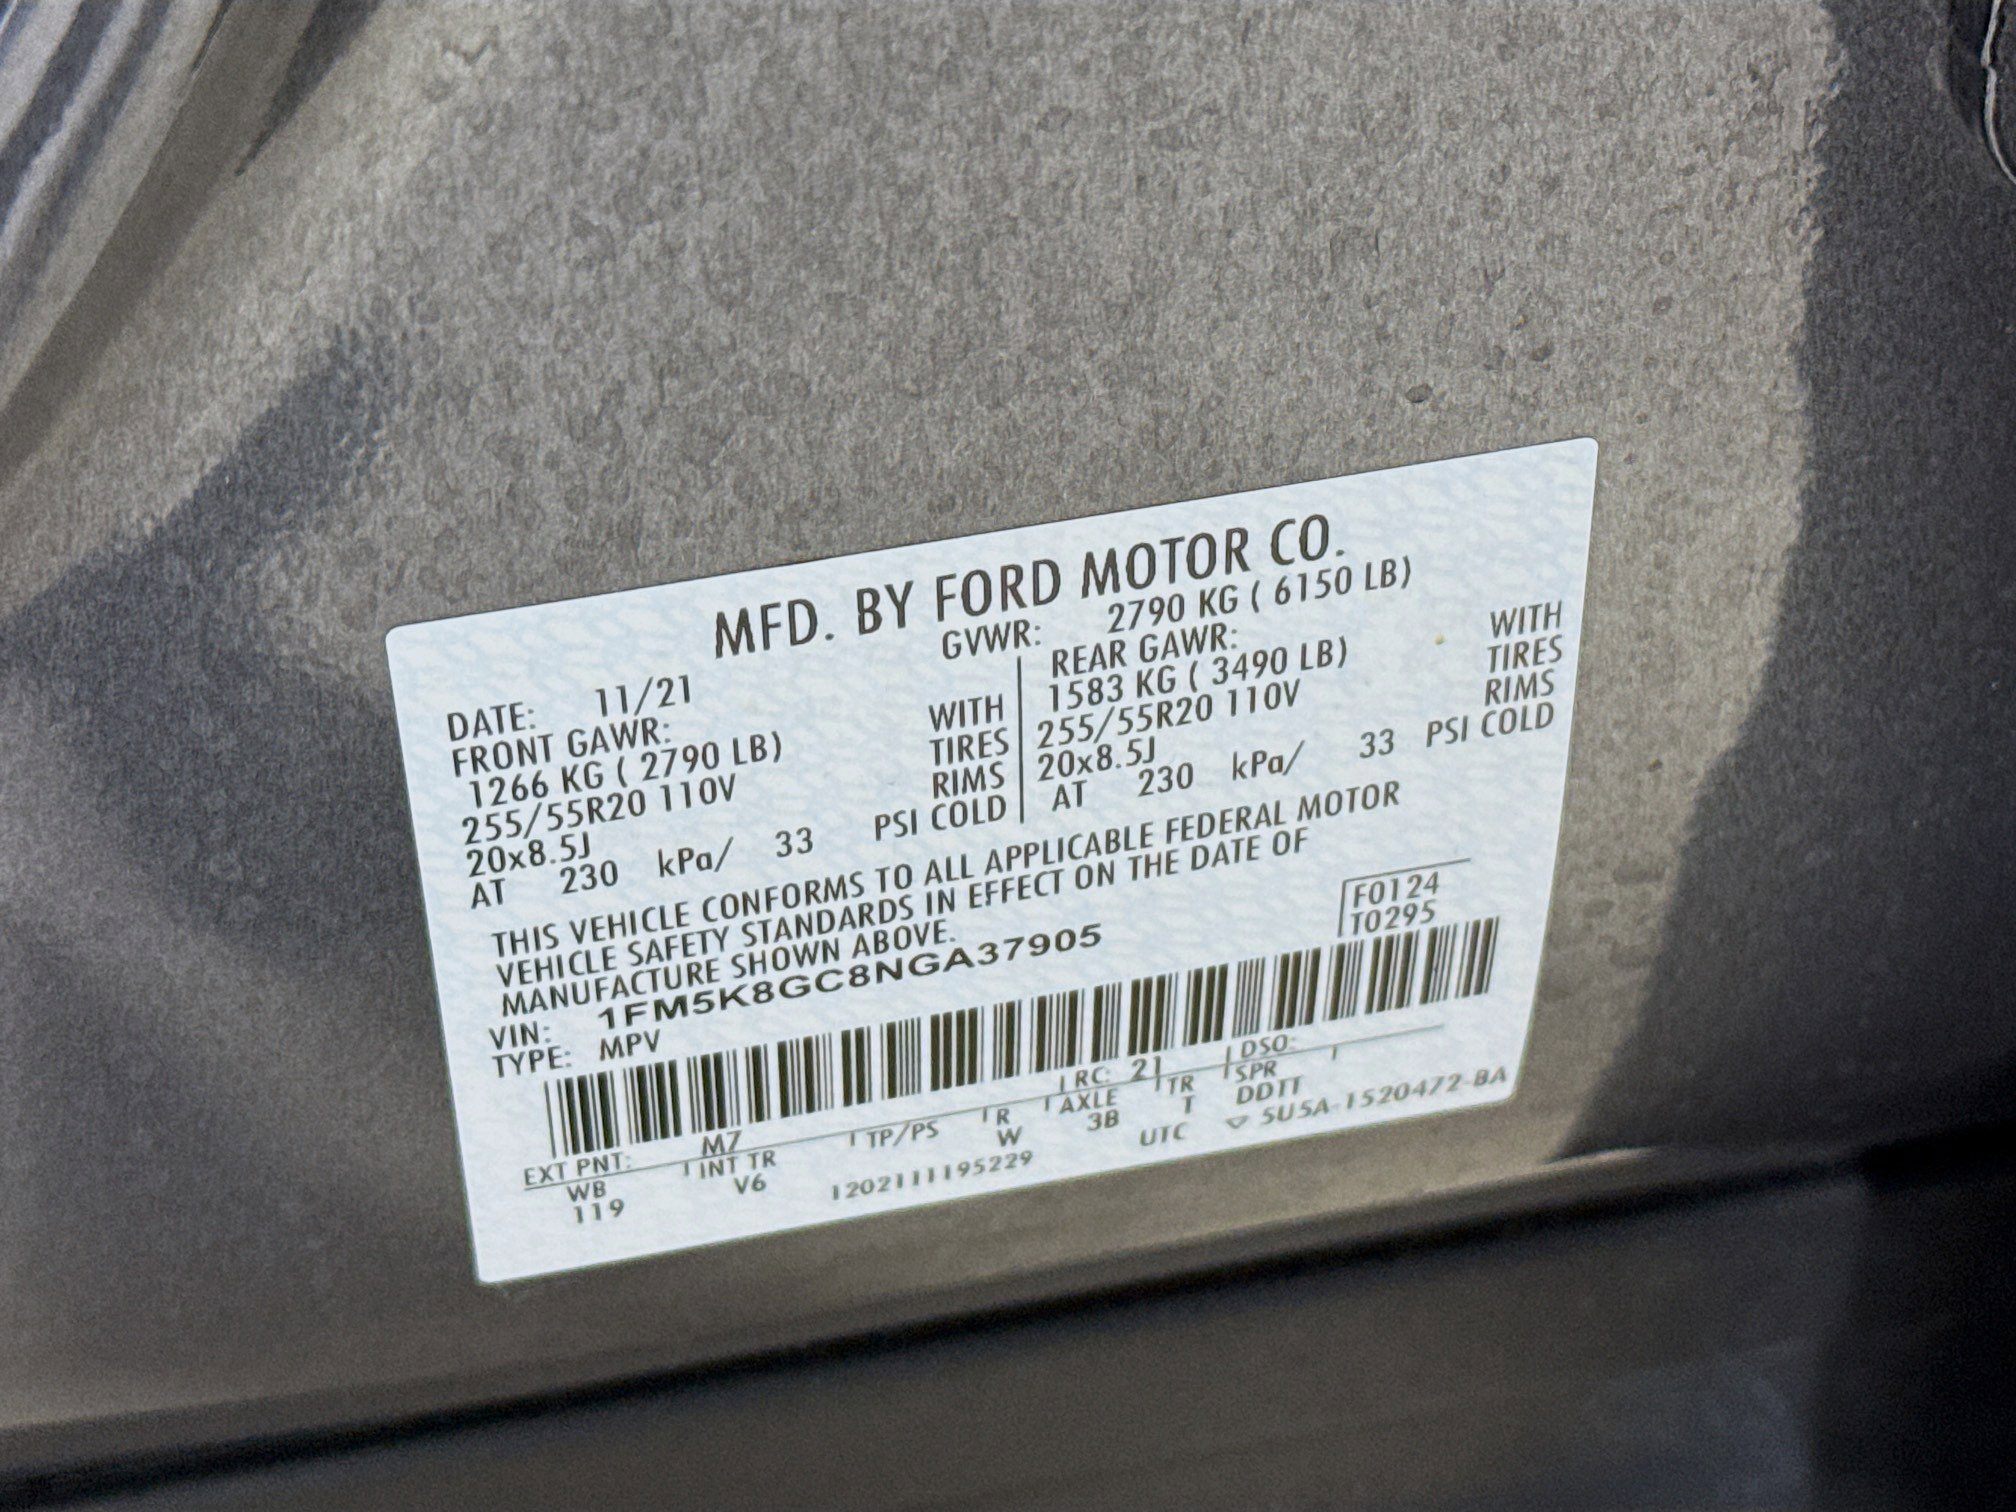 MFD. BY FORD MOTOR CO.
DATE: 11/21 GVWR: 2790 KG ( 6150 LB)
FRONT GAWR: REAR GAWR:
1266 KG ( 2790 LB) WITH 1583 KG ( 3490 LB) WITH
255/55R20 110V TIRES 255/55R20 110V TIRES
20x8.5J RIMS 20x8.5J RIMS
AT 230 kPa/ 33 PSI COLD AT 230 kPa/ 33 PSI COLD
THIS VEHICLE CONFORMS TO ALL APPLICABLE FEDERAL MOTOR
VEHICLE SAFETY STANDARDS IN EFFECT ON THE DATE OF
MANUFACTURE SHOWN ABOVE.
F0124
T0295
VIN: 1FM5K8GC8NGA37905
TYPE: MPV
EXT PNT: M7 RC: 21 DSO:
WB INT TR TP/PS R AXLE TR SPR
119 V6 W 3B T DDTT
1202111195229 UTC ▽ 5U5A-1520472-BA